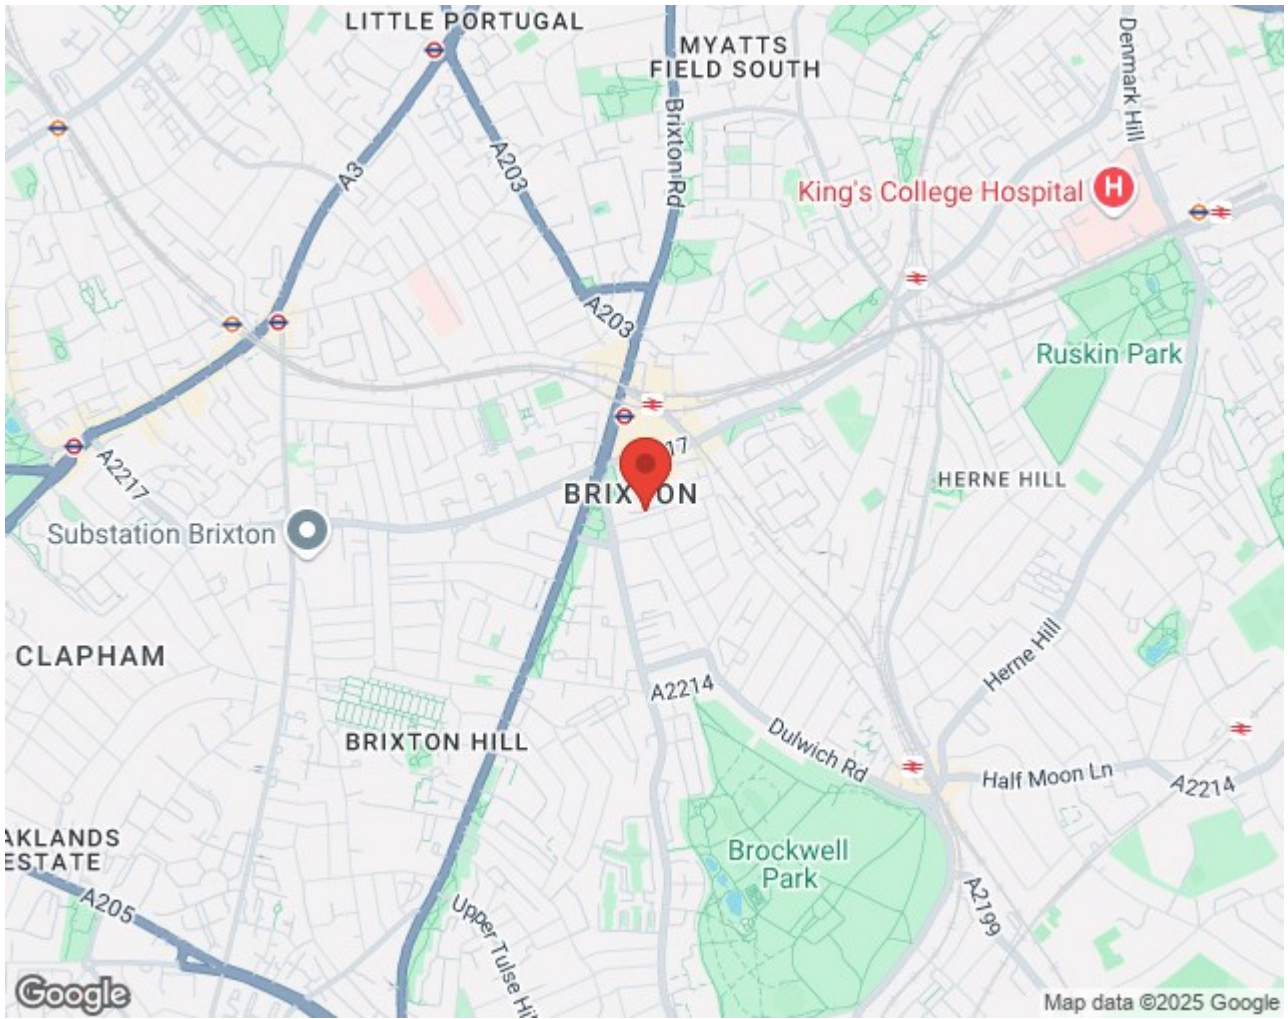 LITTLE PORTUGAL
MYATTS
FIELD SOUTH
Denmark Hill
Brixton Rd
A203
A3
King's College Hospital
H
A203
Ruskin Park
17
A2217
BRIXTON
HERNE HILL
Substation Brixton
CLAPHAM
Herne Hill
A2214
BRIXTON HILL
Dulwich Rd
Half Moon Ln
A2214
AKLANDS
ESTATE
Brockwell
Park
A205
A2199
Upper Tulse Hi
Google
Map data ©2025 Google